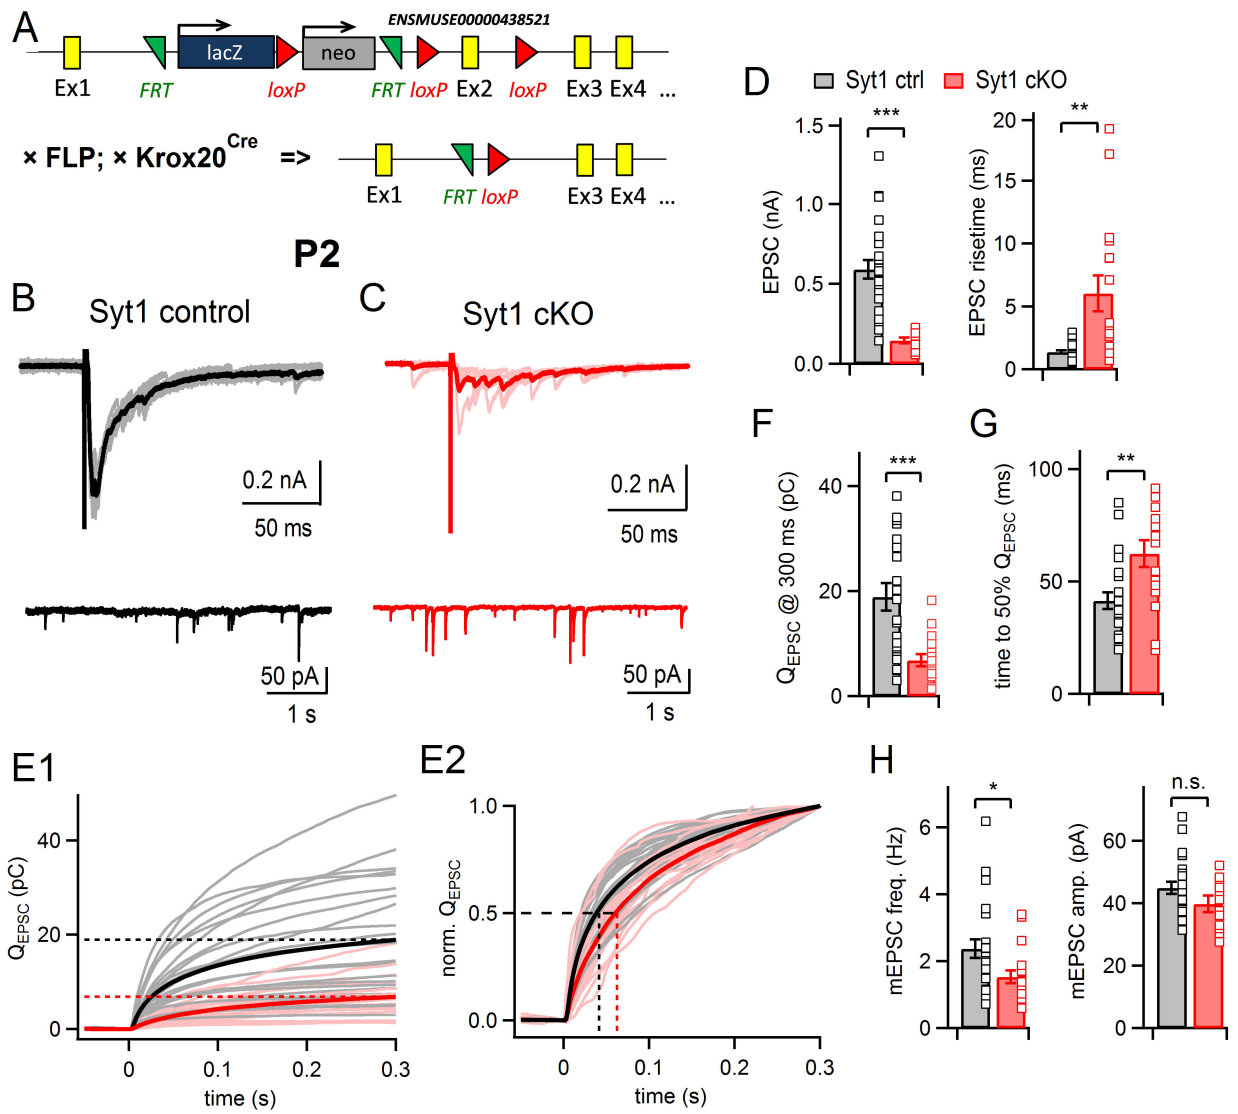 A
ENSMUSE00000438521
lacZ
neo
Ex1
FRT
loxP
FRT
loxP
Ex2
loxP
Ex3
Ex4
...
× FLP; × Krox20^Cre =>
Ex1
FRT
loxP
Ex3
Ex4
...
P2
B
Syt1 control
0.2 nA
50 ms
50 pA
1 s
C
Syt1 cKO
0.2 nA
50 ms
50 pA
1 s
D
Syt1 ctrl
Syt1 cKO
***
1.5
1.0
0.5
0.0
EPSC (nA)
**
20
15
10
5
0
EPSC risetime (ms)
E1
40
20
0
Q_EPSC (pC)
0
0.1
0.2
0.3
time (s)
E2
1.0
0.5
0.0
norm. Q_EPSC
0
0.1
0.2
0.3
time (s)
F
***
40
20
0
Q_EPSC @ 300 ms (pC)
G
**
100
50
0
time to 50% Q_EPSC (ms)
H
*
6
4
2
0
mEPSC freq. (Hz)
n.s.
60
40
20
0
mEPSC amp. (pA)